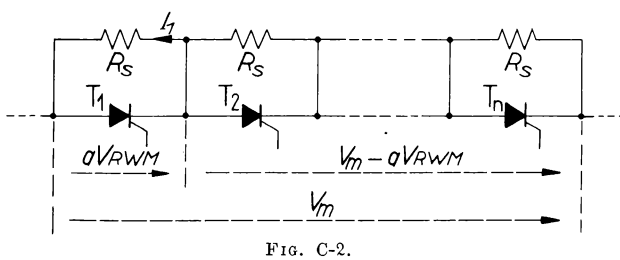 I1
RS RS RS
T1 T2 Tn
aVRWM Vm-aVRWM
Vm
FIG. C-2.